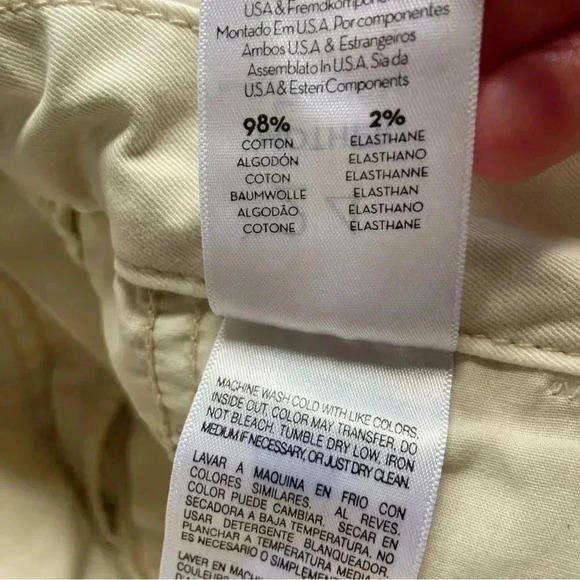 USA & Fremdkomponenten
Montado Em U.S.A. Por componentes
Ambos U.S.A & Estrangeiros
Assemblato In U.S.A. Sia da
U.S.A & Esteri Components
98% 2%
COTTON ELASTHANE
ALGODÓN ELASTHANO
COTON ELASTHANNE
BAUMWOLLE ELASTHAN
ALGODÃO ELASTHANO
COTONE ELASTHANE
MACHINE WASH COLD WITH LIKE COLORS,
INSIDE OUT. COLOR MAY TRANSFER. DO
NOT BLEACH. TUMBLE DRY LOW. IRON
MEDIUM IF NECESSARY, OR JUST DRY CLEAN.
LAVAR A MAQUINA EN FRIO CON
COLORES SIMILARES, AL REVES.
COLOR PUEDE CAMBIAR. SECAR EN
SECADORA A BAJA TEMPERATURA. NO
USAR DETERGENTE BLANQUEADOR.
PLANCHAR A TEMPERATURA MEDIA
ES NECESARIO O SIMPLEMENTE
LAVER EN
COULEURS